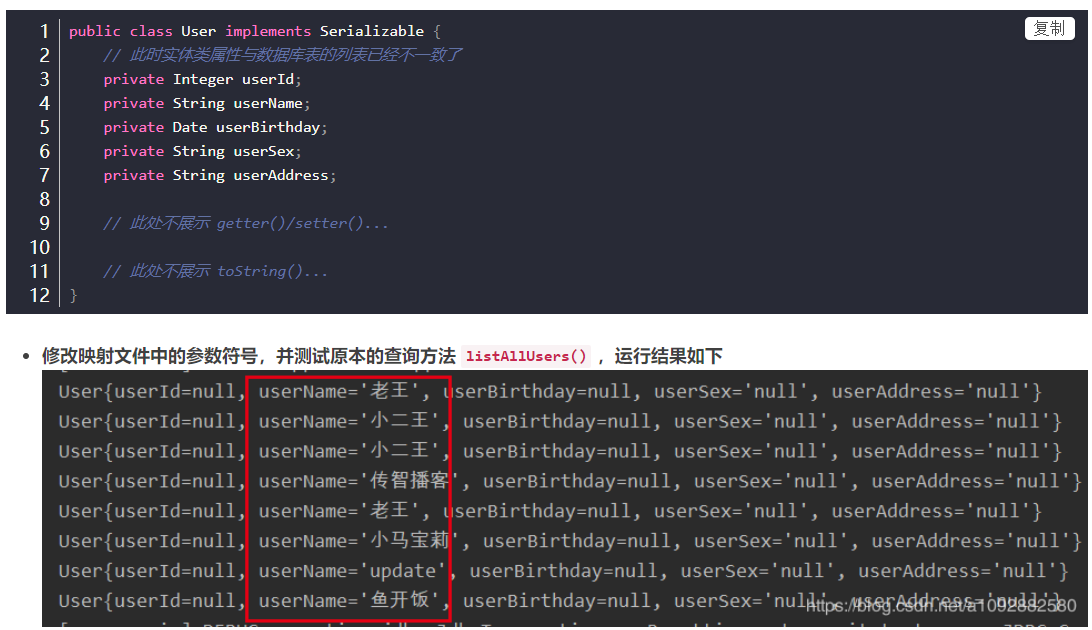 复制
1 public class User implements Serializable {
2 // 此时实体类属性与数据库表的列表已经不一致了
3 private Integer userId;
4 private String userName;
5 private Date userBirthday;
6 private String userSex;
7 private String userAddress;
8
9 // 此处不展示 getter()/setter()...
10
11 // 此处不展示 toString()...
12 }
• 修改映射文件中的参数符号，并测试原本的查询方法 listAllUsers() ，运行结果如下
User{userId=null, userName='老王', userBirthday=null, userSex='null', userAddress='null'}
User{userId=null, userName='小二王', userBirthday=null, userSex='null', userAddress='null'}
User{userId=null, userName='小二王', userBirthday=null, userSex='null', userAddress='null'}
User{userId=null, userName='传智播客', userBirthday=null, userSex='null', userAddress='null'}
User{userId=null, userName='老王', userBirthday=null, userSex='null', userAddress='null'}
User{userId=null, userName='小马宝莉', userBirthday=null, userSex='null', userAddress='null'}
User{userId=null, userName='update', userBirthday=null, userSex='null', userAddress='null'}
User{userId=null, userName='鱼开饭', userBirthday=null, userSex='null', userAddress='null'}
https://blog.csdn.net/a1092882580